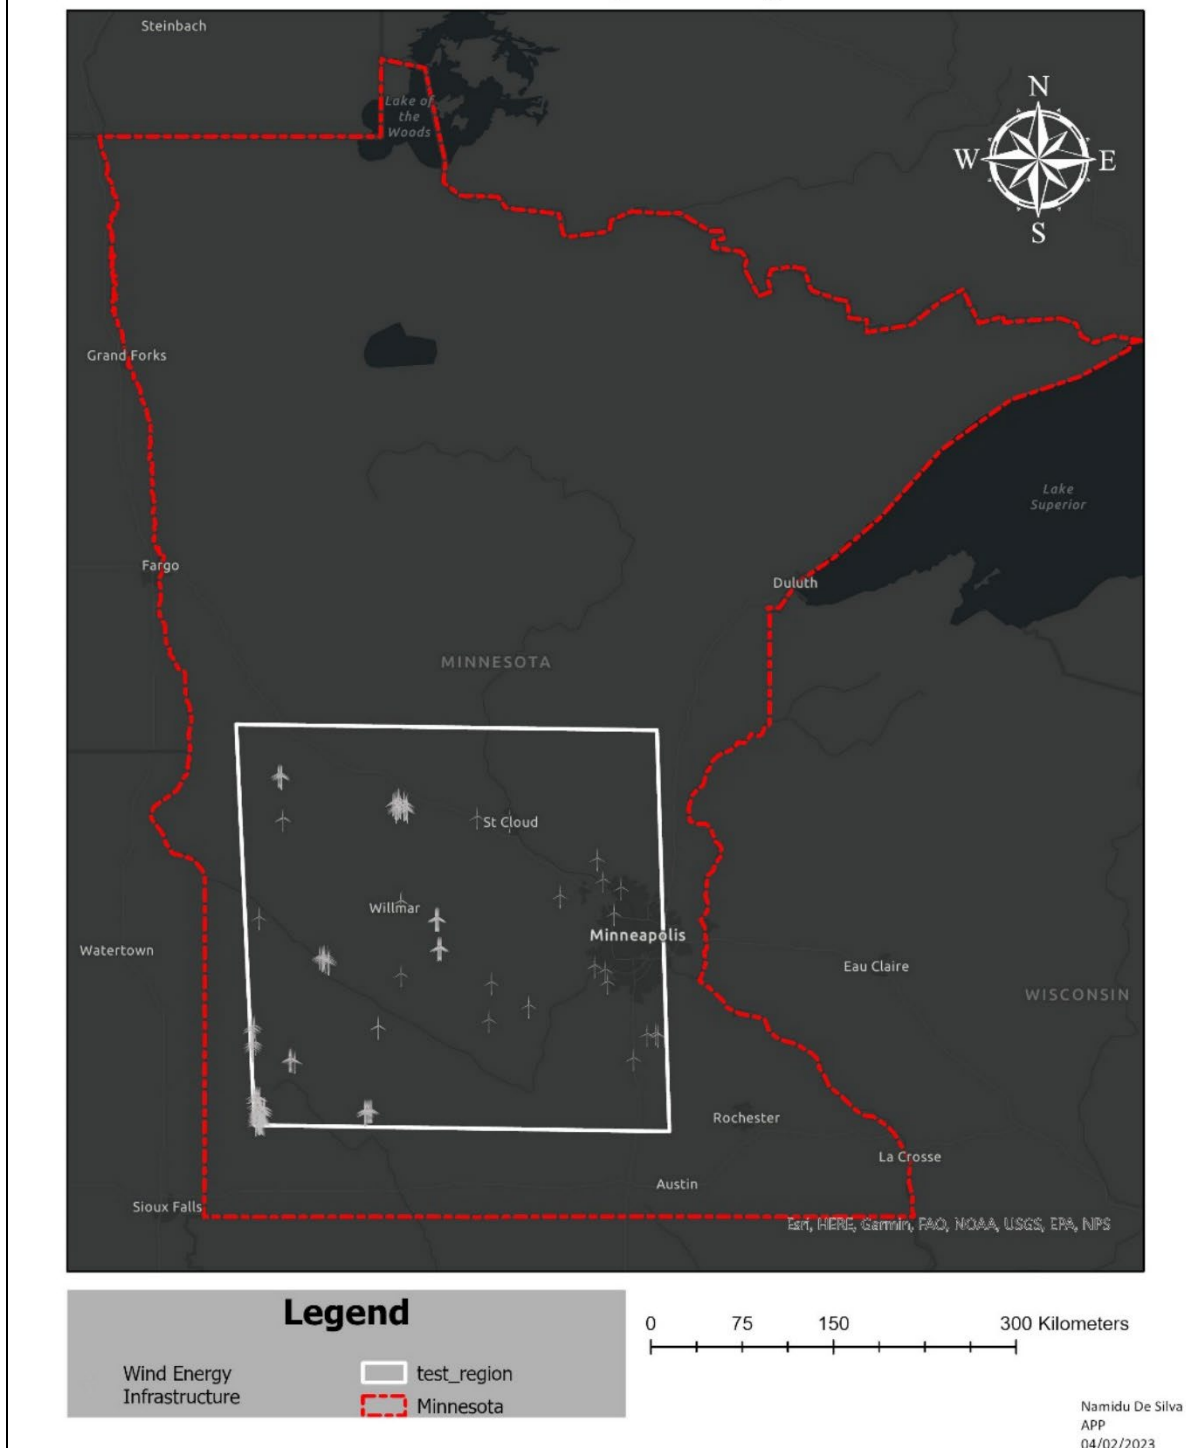 Steinbach
Lake of
the
Woods
N
W
E
S
Grand Forks
Lake
Superior
Fargo
Duluth
MINNESOTA
St Cloud
Willmar
Minneapolis
Watertown
Eau Claire
WISCONSIN
Rochester
La Crosse
Austin
Sioux Falls
Esri, HERE, Garmin, FAO, NOAA, USGS, EPA, NPS
Legend
Wind Energy
Infrastructure
test_region
Minnesota
0 75 150 300 Kilometers
Namidu De Silva
APP
04/02/2023